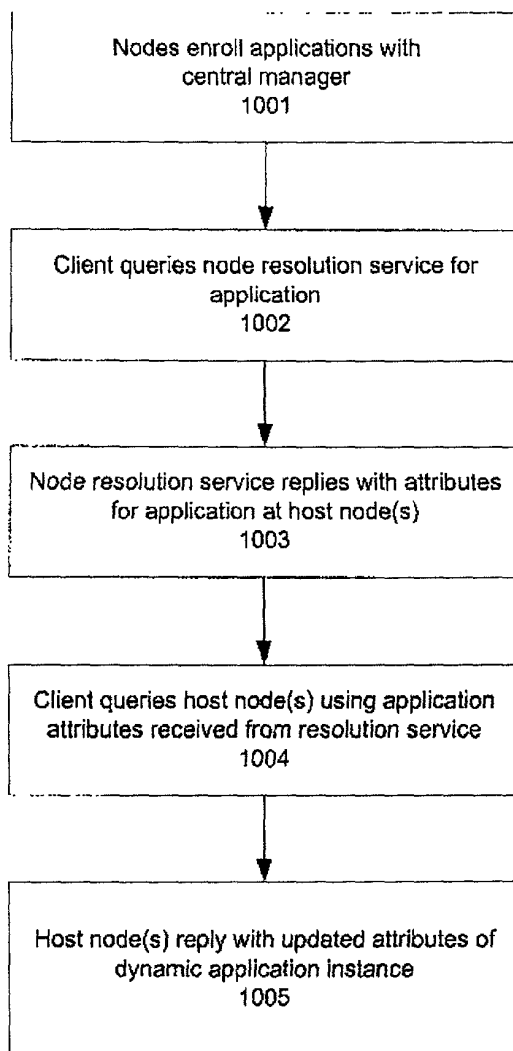 Nodes enroll applications with
central manager
1001
Client queries node resolution service for
application
1002
Node resolution service replies with attributes
for application at host node(s)
1003
Client queries host node(s) using application
attributes received from resolution service
1004
Host node(s) reply with updated attributes of
dynamic application instance
1005